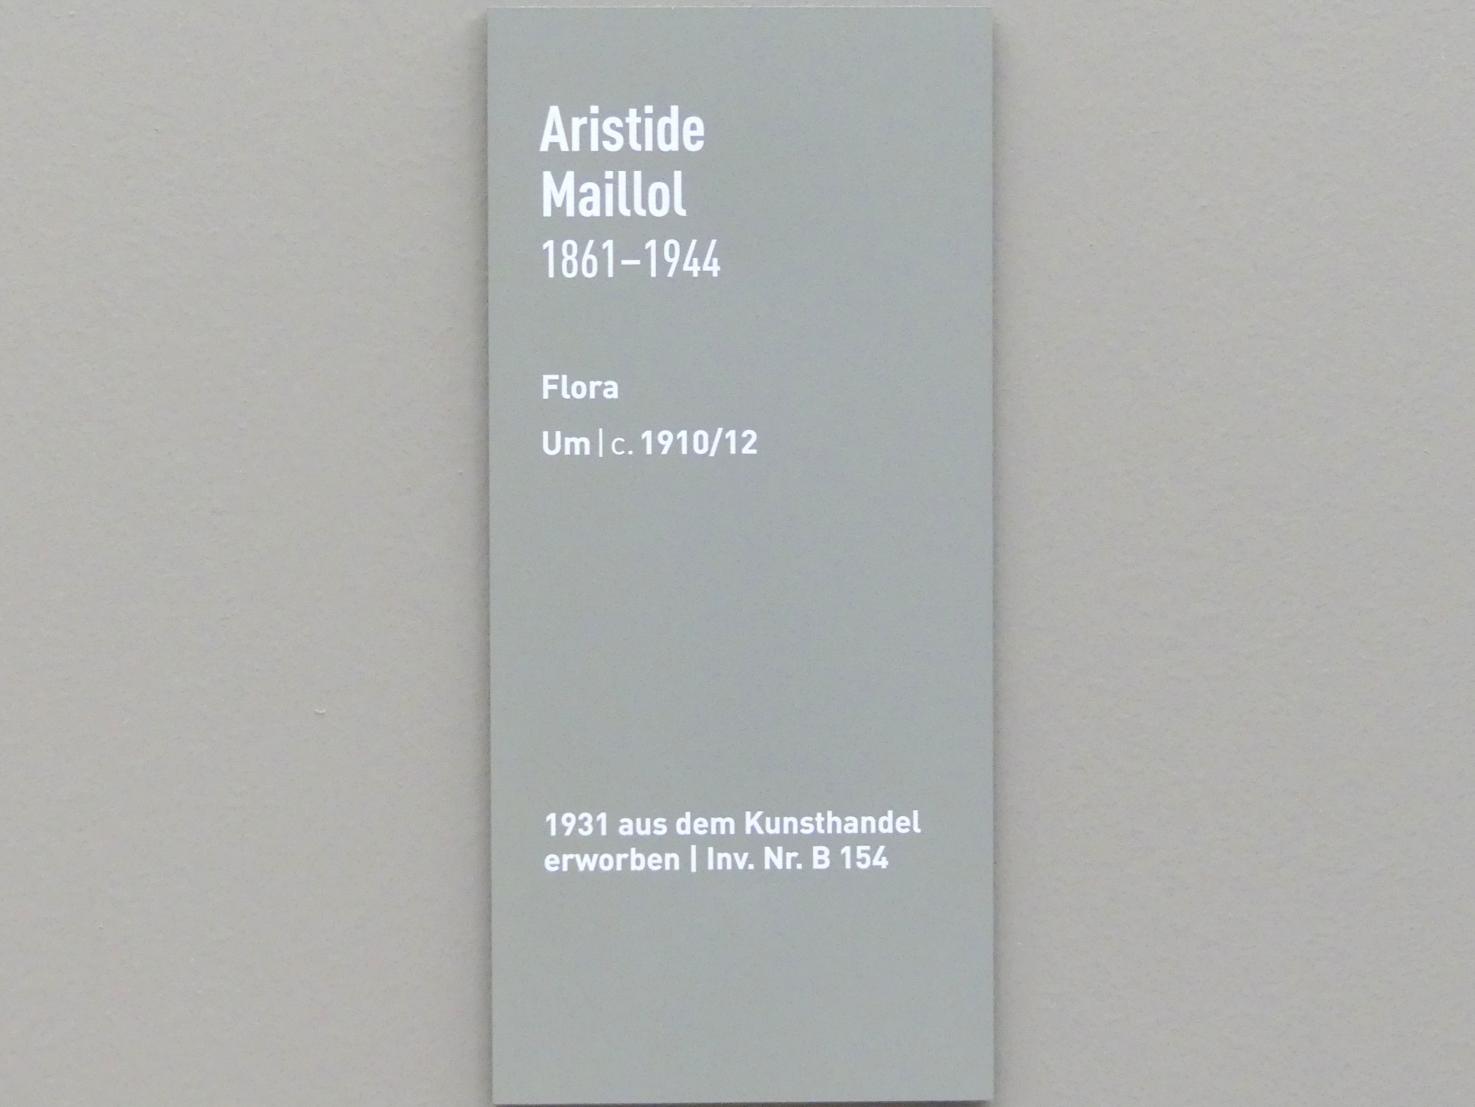 Aristide
Maillol
1861–1944
Flora
Um | c. 1910/12
1931 aus dem Kunsthandel
erworben | Inv. Nr. B 154